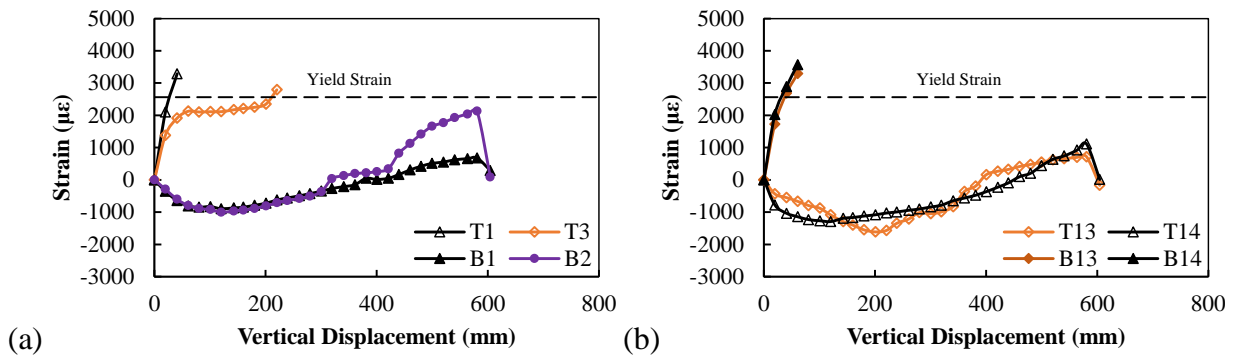 5000
4000
3000
2000
1000
0
-1000
-2000
-3000
Strain (με)
Yield Strain
T1 T3
B1 B2
0 200 400 600 800
Vertical Displacement (mm)
(a)
5000
4000
3000
2000
1000
0
-1000
-2000
-3000
Strain (με)
Yield Strain
T13 T14
B13 B14
0 200 400 600 800
Vertical Displacement (mm)
(b)